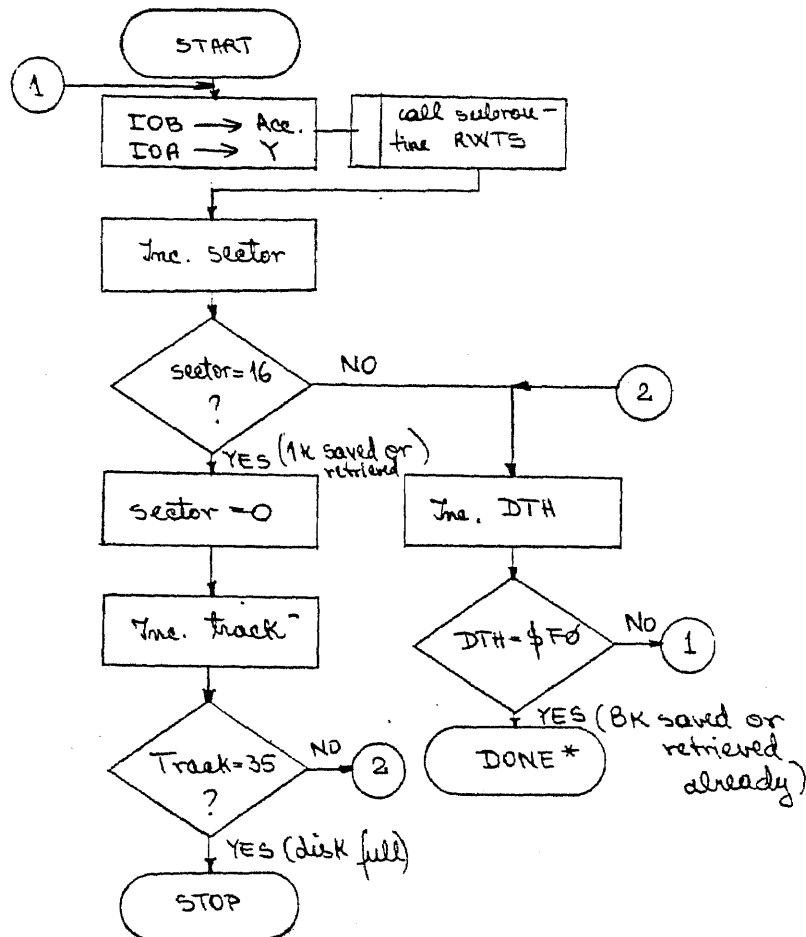 START
1
IOB → Acc.
IOA → Y
call subrou-
tine RWTS
Inc. sector
sector=16
?
NO
2
YES (1K saved or
retrieved)
sector=0
Inc. DTH
Inc. track
DTH=$FØ
NO
1
YES (8K saved or
retrieved
already)
DONE*
Track=35
?
NO
2
YES (disk full)
STOP